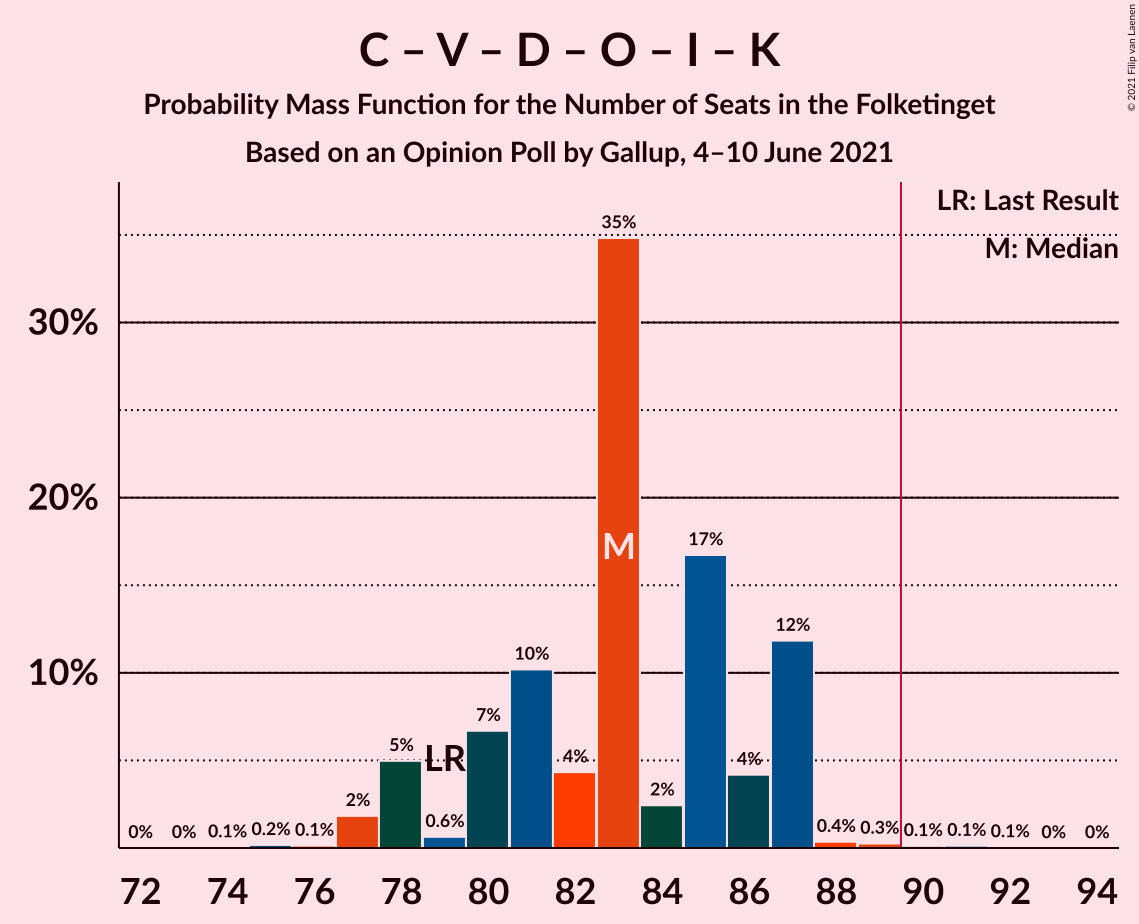 C – V – D – O – I – K
Probability Mass Function for the Number of Seats in the Folketinget
Based on an Opinion Poll by Gallup, 4–10 June 2021
© 2021 Filip van Laenen
LR: Last Result
M: Median
30%
20%
10%
0%
0%
0.1%
0.2%
0.1%
2%
5%
LR
0.6%
7%
10%
4%
35%
M
2%
17%
4%
12%
0.4%
0.3%
0.1%
0.1%
0.1%
0%
0%
72 74 76 78 80 82 84 86 88 90 92 94